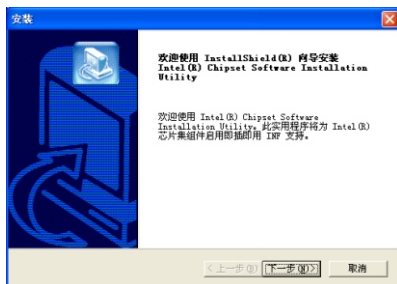 安装
欢迎使用 InstallShield(R) 向导安装
Intel(R) Chipset Software Installation
Utility
欢迎使用 Intel(R) Chipset Software
Installation Utility。此实用程序将为 Intel(R)
芯片集组件启用即插即用 INF 支持。
<上一步(B) 下一步(N)> 取消